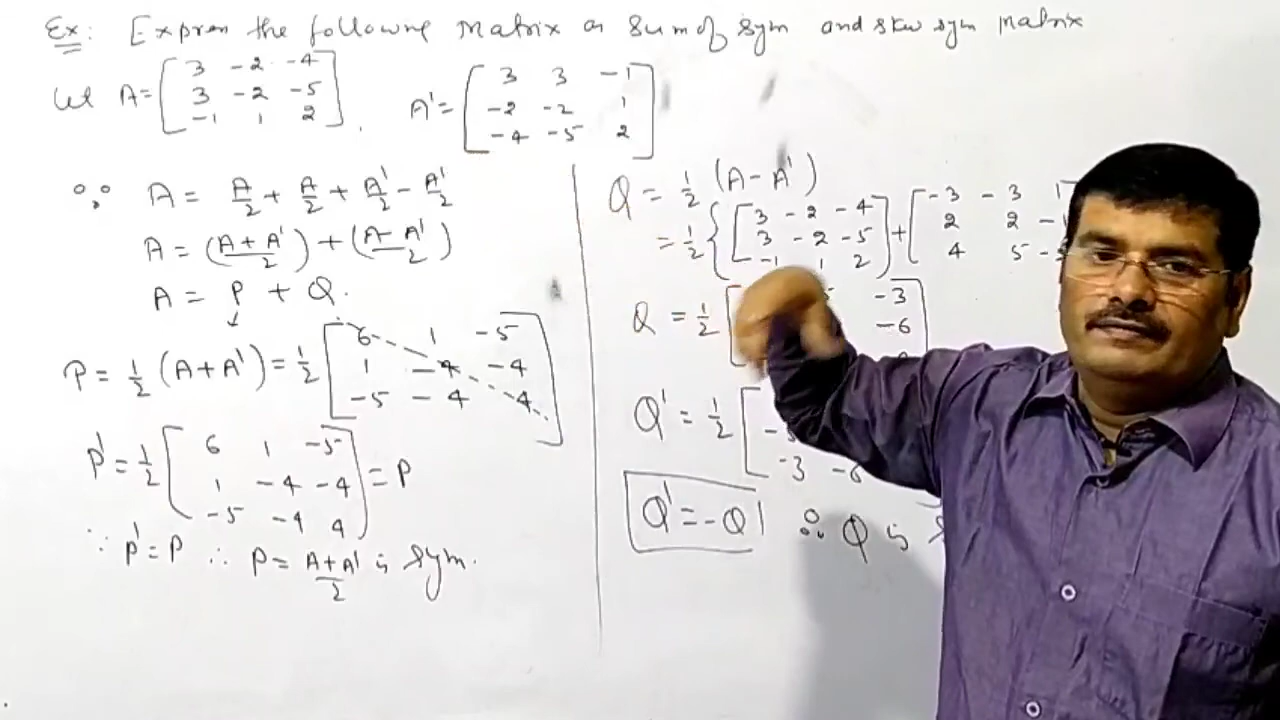 Ex: Expren the followine Matrix as sum of sym and skw sym matrix
Let A = [ 3 -2 -4
3 -2 -5
-1 1 2 ]
A' = [ 3 3 -1
-2 -2 1
-4 -5 2 ]
∵ A = A/2 + A/2 + A'/2 - A'/2
A = (A + A'/2) + (A - A'/2)
A = P + Q.
P = 1/2 (A + A') = 1/2 [ 6 1 -5
1 -4 -4
-5 -4 4 ]
P' = 1/2 [ 6 1 -5
1 -4 -4
-5 -4 4 ] = P
∵ P' = P ∴ P = A + A'/2 is sym.
Q = 1/2 (A - A')
= 1/2 { [ 3 -2 -4
3 -2 -5
-1 1 2 ] + [ -3 -3 1
2 2
4 5
Q = 1/2 [ -3
-6
Q' = 1/2 [
-3 -6
Q' = -Q ∴ Q is